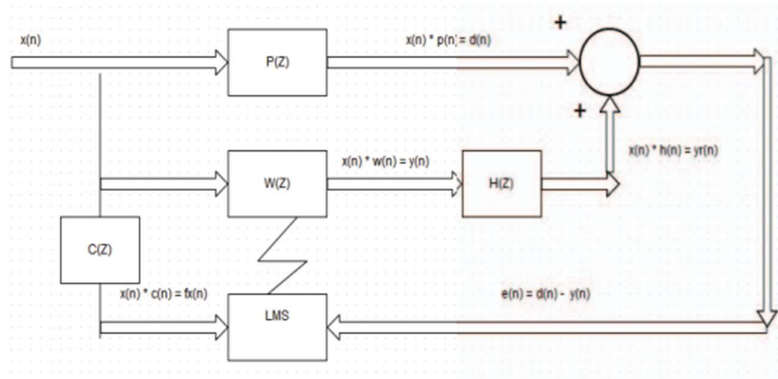 +
x(n)
x(n) * p(n) = d(n)
P(Z)
+
x(n) * h(n) = yr(n)
x(n) * w(n) = y(n)
W(Z)
H(Z)
C(Z)
x(n) * c(n) = fx(n)
e(n) = d(n) - y(n)
LMS